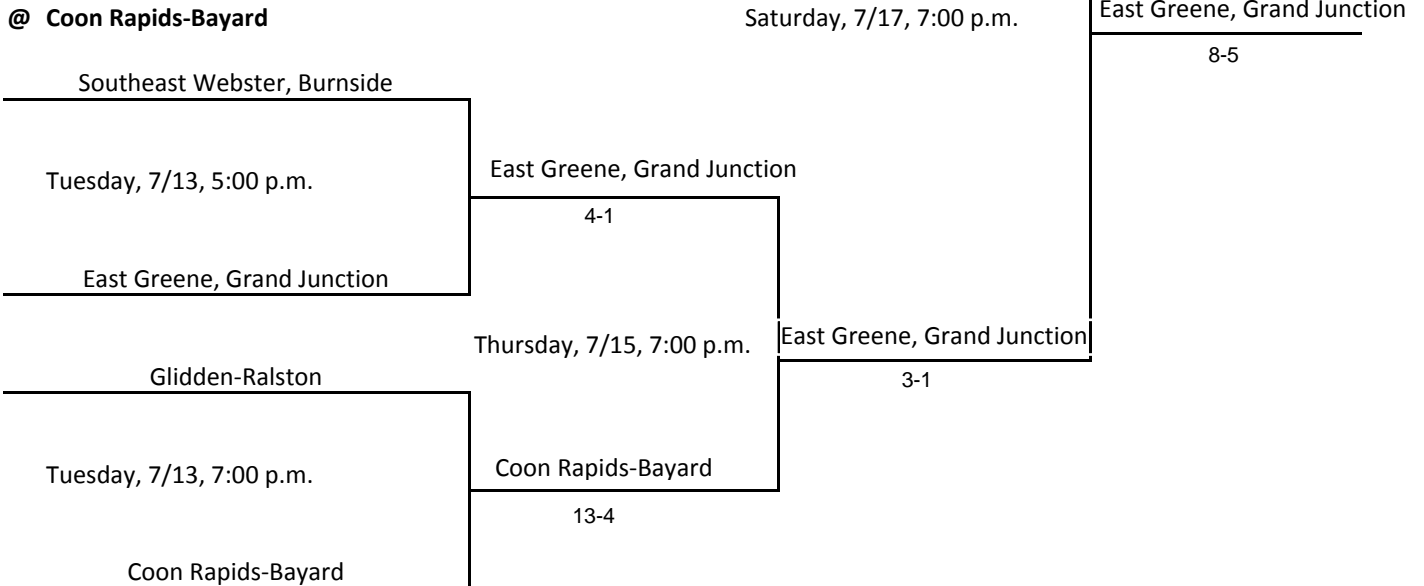 @ Coon Rapids-Bayard
Saturday, 7/17, 7:00 p.m.
East Greene, Grand Junction
8-5
Southeast Webster, Burnside
Tuesday, 7/13, 5:00 p.m.
East Greene, Grand Junction
4-1
East Greene, Grand Junction
Thursday, 7/15, 7:00 p.m.
East Greene, Grand Junction
3-1
Glidden-Ralston
Tuesday, 7/13, 7:00 p.m.
Coon Rapids-Bayard
13-4
Coon Rapids-Bayard